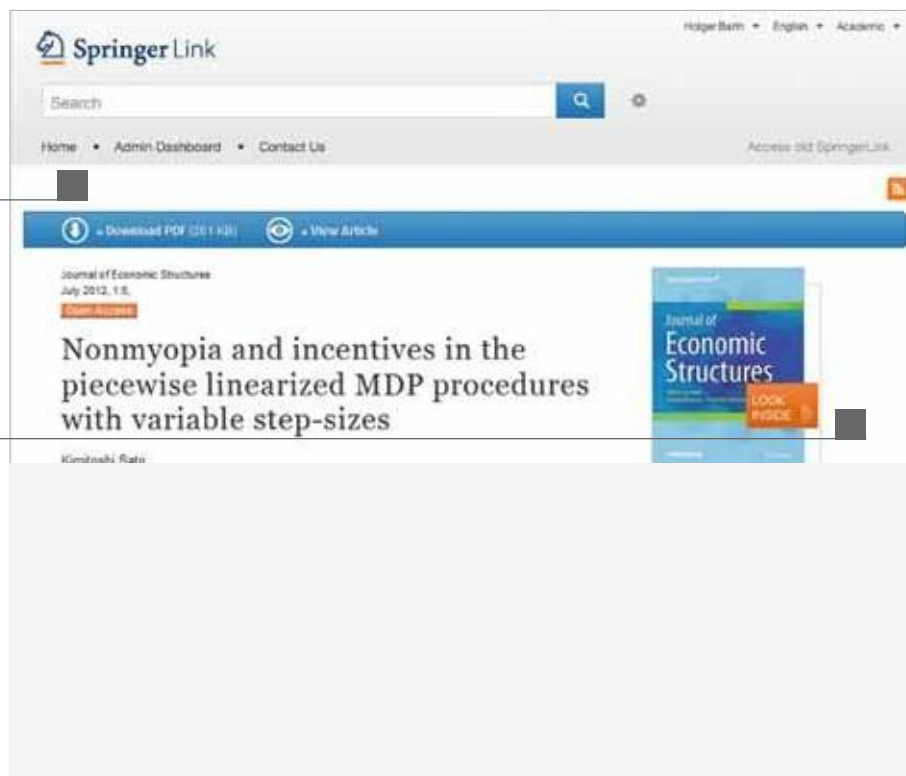 Holger Bartn English Academic
Springer Link
Search
Home • Admin Dashboard • Contact Us
Access old SpringerLink
» Download PDF (261 KB) » View Article
Journal of Economic Structures
July 2012, 1:5,
Open Access
Nonmyopia and incentives in the
piecewise linearized MDP procedures
with variable step-sizes
Kimitoshi Sato
Journal of
Economic
Structures
LOOK
INSIDE